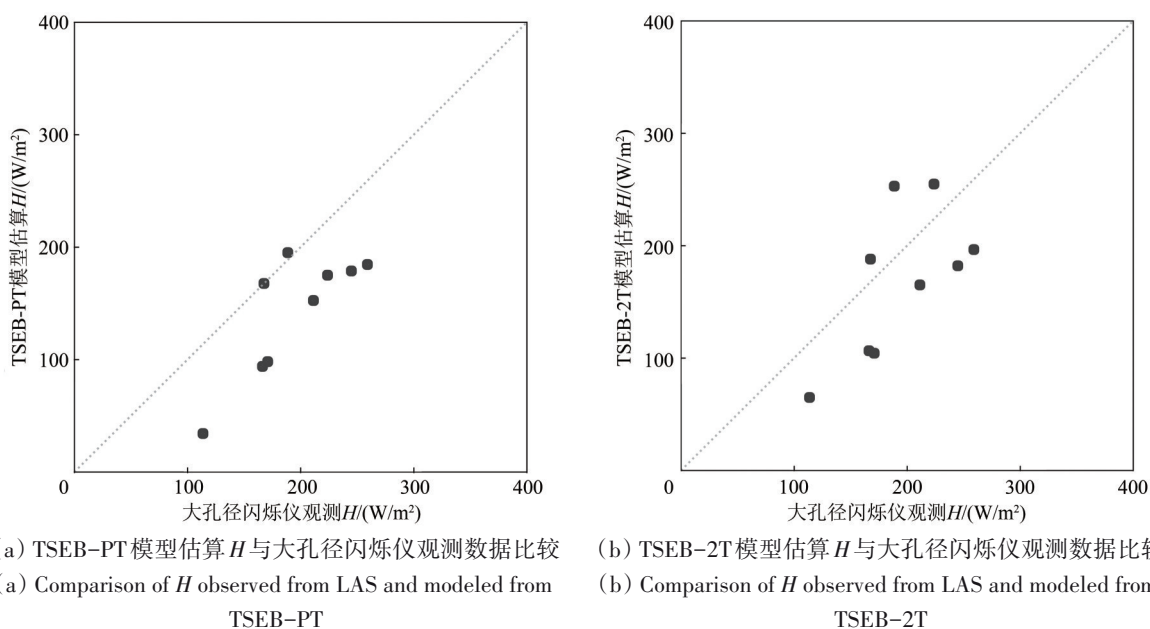 400
300
200
100
0
100
200
300
400
TSEB-PT模型估算H/(W/m²)
大孔径闪烁仪观测H/(W/m²)
(a) TSEB-PT模型估算H与大孔径闪烁仪观测数据比较
(a) Comparison of H observed from LAS and modeled from
TSEB-PT
400
300
200
100
0
100
200
300
400
TSEB-2T模型估算H/(W/m²)
大孔径闪烁仪观测H/(W/m²)
(b) TSEB-2T模型估算H与大孔径闪烁仪观测数据比较
(b) Comparison of H observed from LAS and modeled from
TSEB-2T